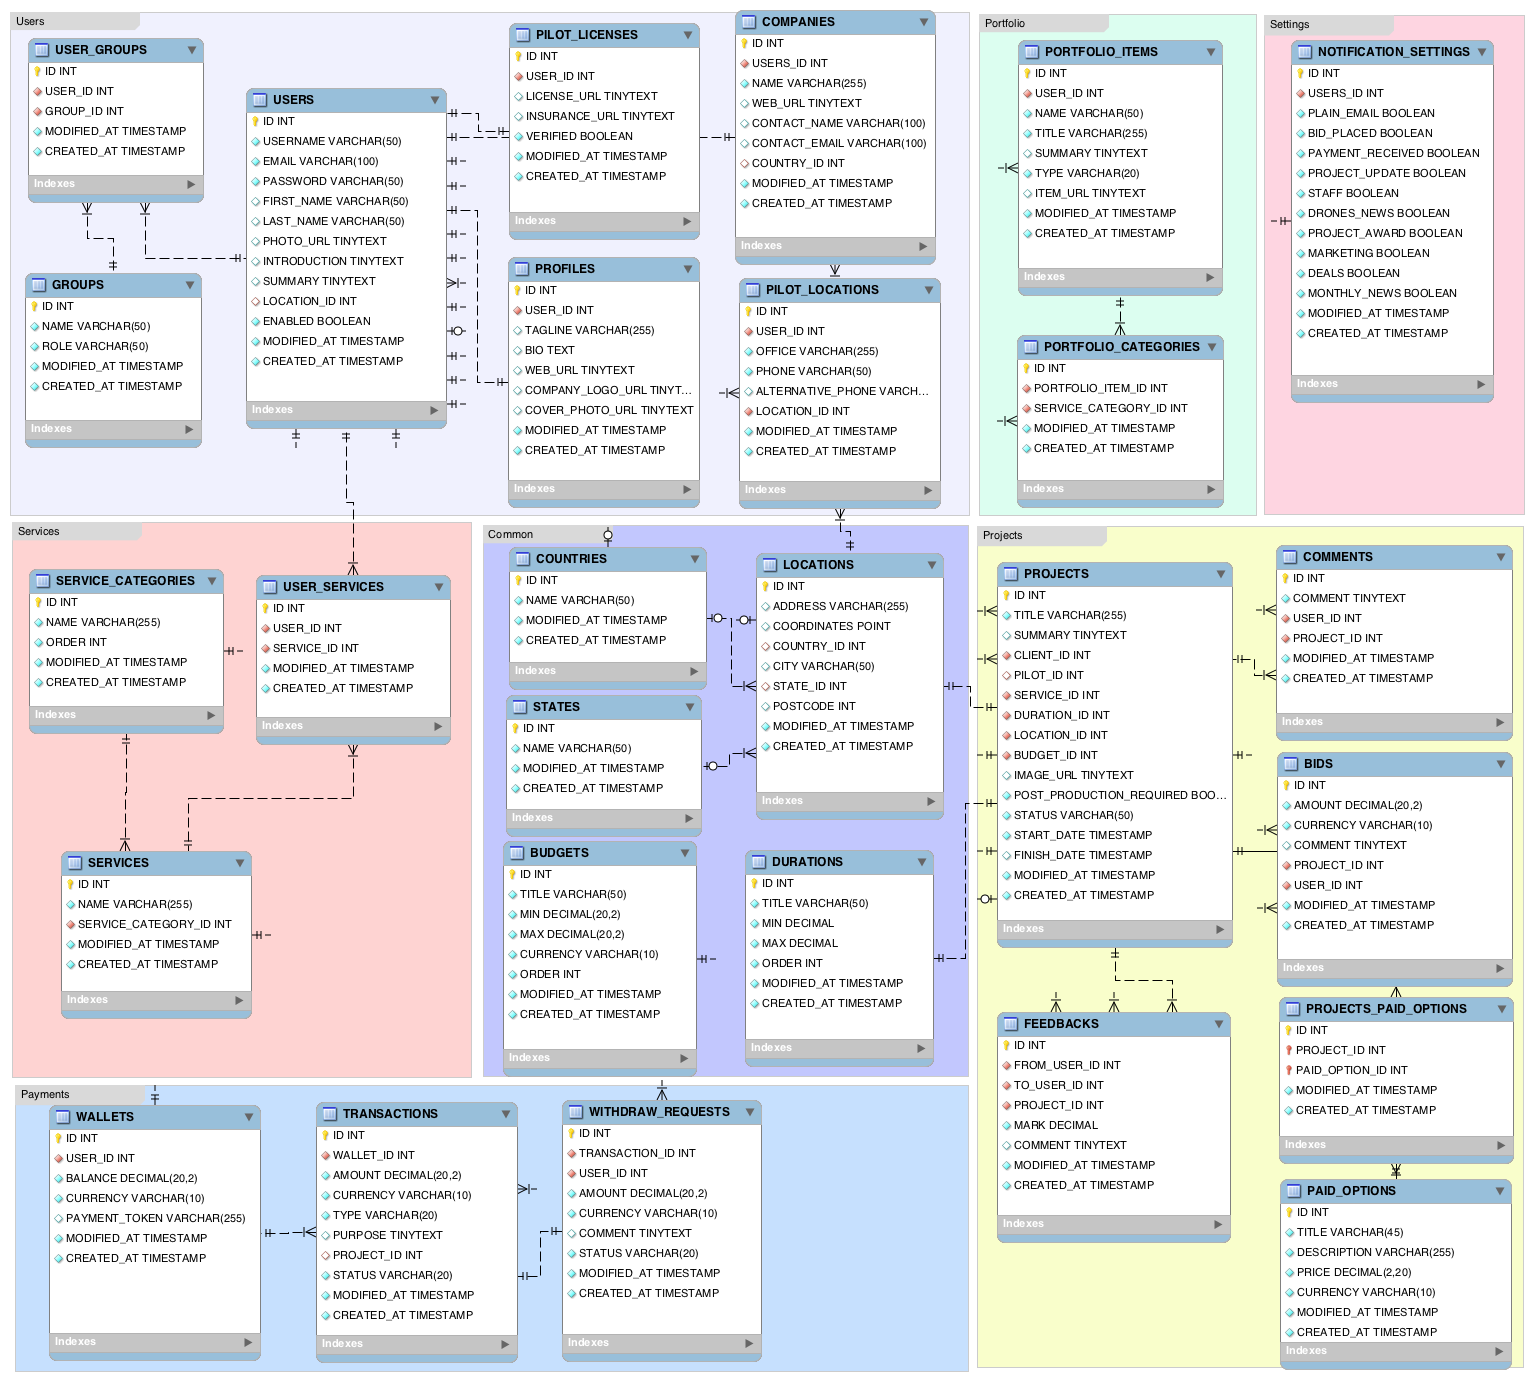 Users
USER_GROUPS
ID INT
USER_ID INT
GROUP_ID INT
MODIFIED_AT TIMESTAMP
CREATED_AT TIMESTAMP
Indexes
GROUPS
ID INT
NAME VARCHAR(50)
ROLE VARCHAR(50)
MODIFIED_AT TIMESTAMP
CREATED_AT TIMESTAMP
Indexes
USERS
ID INT
USERNAME VARCHAR(50)
EMAIL VARCHAR(100)
PASSWORD VARCHAR(50)
FIRST_NAME VARCHAR(50)
LAST_NAME VARCHAR(50)
PHOTO_URL TINYTEXT
INTRODUCTION TINYTEXT
SUMMARY TINYTEXT
LOCATION_ID INT
ENABLED BOOLEAN
MODIFIED_AT TIMESTAMP
CREATED_AT TIMESTAMP
Indexes
PILOT_LICENSES
ID INT
USER_ID INT
LICENSE_URL TINYTEXT
INSURANCE_URL TINYTEXT
VERIFIED BOOLEAN
MODIFIED_AT TIMESTAMP
CREATED_AT TIMESTAMP
Indexes
PROFILES
ID INT
USER_ID INT
TAGLINE VARCHAR(255)
BIO TEXT
WEB_URL TINYTEXT
COMPANY_LOGO_URL TINYT...
COVER_PHOTO_URL TINYTEXT
MODIFIED_AT TIMESTAMP
CREATED_AT TIMESTAMP
Indexes
COMPANIES
ID INT
USERS_ID INT
NAME VARCHAR(255)
WEB_URL TINYTEXT
CONTACT_NAME VARCHAR(100)
CONTACT_EMAIL VARCHAR(100)
COUNTRY_ID INT
MODIFIED_AT TIMESTAMP
CREATED_AT TIMESTAMP
Indexes
PILOT_LOCATIONS
ID INT
USER_ID INT
OFFICE VARCHAR(255)
PHONE VARCHAR(50)
ALTERNATIVE_PHONE VARCH...
LOCATION_ID INT
MODIFIED_AT TIMESTAMP
CREATED_AT TIMESTAMP
Indexes
Portfolio
PORTFOLIO_ITEMS
ID INT
USER_ID INT
NAME VARCHAR(50)
TITLE VARCHAR(255)
SUMMARY TINYTEXT
TYPE VARCHAR(20)
ITEM_URL TINYTEXT
MODIFIED_AT TIMESTAMP
CREATED_AT TIMESTAMP
Indexes
PORTFOLIO_CATEGORIES
ID INT
PORTFOLIO_ITEM_ID INT
SERVICE_CATEGORY_ID INT
MODIFIED_AT TIMESTAMP
CREATED_AT TIMESTAMP
Indexes
Settings
NOTIFICATION_SETTINGS
ID INT
USERS_ID INT
PLAIN_EMAIL BOOLEAN
BID_PLACED BOOLEAN
PAYMENT_RECEIVED BOOLEAN
PROJECT_UPDATE BOOLEAN
STAFF BOOLEAN
DRONES_NEWS BOOLEAN
PROJECT_AWARD BOOLEAN
MARKETING BOOLEAN
DEALS BOOLEAN
MONTHLY_NEWS BOOLEAN
MODIFIED_AT TIMESTAMP
CREATED_AT TIMESTAMP
Indexes
Services
SERVICE_CATEGORIES
ID INT
NAME VARCHAR(255)
ORDER INT
MODIFIED_AT TIMESTAMP
CREATED_AT TIMESTAMP
Indexes
USER_SERVICES
ID INT
USER_ID INT
SERVICE_ID INT
MODIFIED_AT TIMESTAMP
CREATED_AT TIMESTAMP
Indexes
SERVICES
ID INT
NAME VARCHAR(255)
SERVICE_CATEGORY_ID INT
MODIFIED_AT TIMESTAMP
CREATED_AT TIMESTAMP
Indexes
Common
COUNTRIES
ID INT
NAME VARCHAR(50)
MODIFIED_AT TIMESTAMP
CREATED_AT TIMESTAMP
Indexes
STATES
ID INT
NAME VARCHAR(50)
MODIFIED_AT TIMESTAMP
CREATED_AT TIMESTAMP
Indexes
BUDGETS
ID INT
TITLE VARCHAR(50)
MIN DECIMAL(20,2)
MAX DECIMAL(20,2)
CURRENCY VARCHAR(10)
ORDER INT
MODIFIED_AT TIMESTAMP
CREATED_AT TIMESTAMP
Indexes
LOCATIONS
ID INT
ADDRESS VARCHAR(255)
COORDINATES POINT
COUNTRY_ID INT
CITY VARCHAR(50)
STATE_ID INT
POSTCODE INT
MODIFIED_AT TIMESTAMP
CREATED_AT TIMESTAMP
Indexes
DURATIONS
ID INT
TITLE VARCHAR(50)
MIN DECIMAL
MAX DECIMAL
ORDER INT
MODIFIED_AT TIMESTAMP
CREATED_AT TIMESTAMP
Indexes
Projects
PROJECTS
ID INT
TITLE VARCHAR(255)
SUMMARY TINYTEXT
CLIENT_ID INT
PILOT_ID INT
SERVICE_ID INT
DURATION_ID INT
LOCATION_ID INT
BUDGET_ID INT
IMAGE_URL TINYTEXT
POST_PRODUCTION_REQUIRED BOO...
STATUS VARCHAR(50)
START_DATE TIMESTAMP
FINISH_DATE TIMESTAMP
MODIFIED_AT TIMESTAMP
CREATED_AT TIMESTAMP
Indexes
FEEDBACKS
ID INT
FROM_USER_ID INT
TO_USER_ID INT
PROJECT_ID INT
MARK DECIMAL
COMMENT TINYTEXT
MODIFIED_AT TIMESTAMP
CREATED_AT TIMESTAMP
Indexes
COMMENTS
ID INT
COMMENT TINYTEXT
USER_ID INT
PROJECT_ID INT
MODIFIED_AT TIMESTAMP
CREATED_AT TIMESTAMP
Indexes
BIDS
ID INT
AMOUNT DECIMAL(20,2)
CURRENCY VARCHAR(10)
COMMENT TINYTEXT
PROJECT_ID INT
USER_ID INT
MODIFIED_AT TIMESTAMP
CREATED_AT TIMESTAMP
Indexes
PROJECTS_PAID_OPTIONS
ID INT
PROJECT_ID INT
PAID_OPTION_ID INT
MODIFIED_AT TIMESTAMP
CREATED_AT TIMESTAMP
Indexes
PAID_OPTIONS
ID INT
TITLE VARCHAR(45)
DESCRIPTION VARCHAR(255)
PRICE DECIMAL(2,20)
CURRENCY VARCHAR(10)
MODIFIED_AT TIMESTAMP
CREATED_AT TIMESTAMP
Indexes
Payments
WALLETS
ID INT
USER_ID INT
BALANCE DECIMAL(20,2)
CURRENCY VARCHAR(10)
PAYMENT_TOKEN VARCHAR(255)
MODIFIED_AT TIMESTAMP
CREATED_AT TIMESTAMP
Indexes
TRANSACTIONS
ID INT
WALLET_ID INT
AMOUNT DECIMAL(20,2)
CURRENCY VARCHAR(10)
TYPE VARCHAR(20)
PURPOSE TINYTEXT
PROJECT_ID INT
STATUS VARCHAR(20)
MODIFIED_AT TIMESTAMP
CREATED_AT TIMESTAMP
Indexes
WITHDRAW_REQUESTS
ID INT
TRANSACTION_ID INT
USER_ID INT
AMOUNT DECIMAL(20,2)
CURRENCY VARCHAR(10)
COMMENT TINYTEXT
STATUS VARCHAR(20)
MODIFIED_AT TIMESTAMP
CREATED_AT TIMESTAMP
Indexes